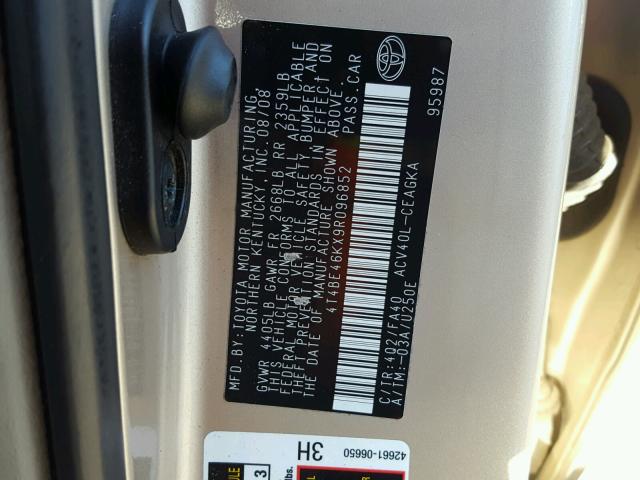 MFD.BY: TOYOTA MOTOR MANUFACTURING,
NORTHERN KENTUCKY, INC. 08/08
GVWR 4405LB GAWR FR 2668LB RR 2359LB
THIS VEHICLE CONFORMS TO ALL APPLICABLE
FEDERAL MOTOR VEHICLE SAFETY BUMPER AND
THEFT PREVENTION STANDARDS IN EFFECT ON
THE DATE OF MANUFACTURE SHOWN ABOVE.
4T4BE46KX9R096852 PASS.CAR
C/TR:4Q2/FA40
A/TM:-03A/U250E ACV40L-CEAGKA 95987
42661-06650
3H
3
lbs.